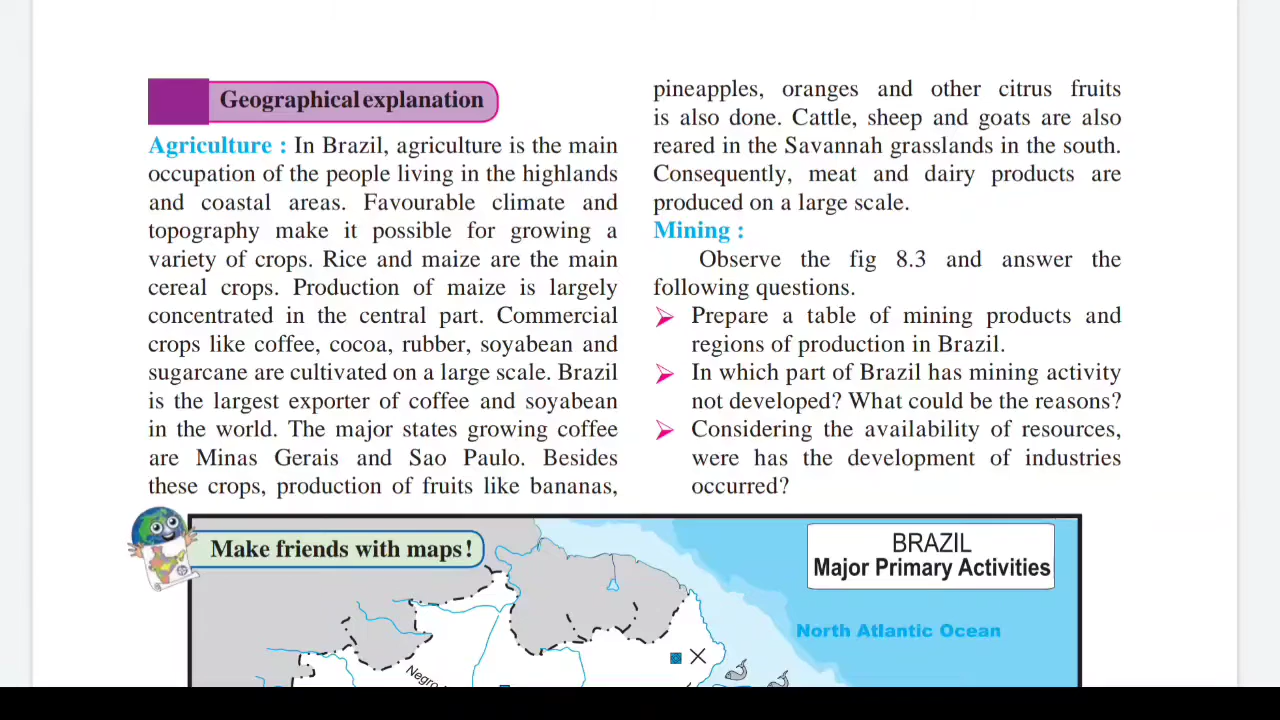 Geographical explanation
Agriculture : In Brazil, agriculture is the main
occupation of the people living in the highlands
and coastal areas. Favourable climate and
topography make it possible for growing a
variety of crops. Rice and maize are the main
cereal crops. Production of maize is largely
concentrated in the central part. Commercial
crops like coffee, cocoa, rubber, soyabean and
sugarcane are cultivated on a large scale. Brazil
is the largest exporter of coffee and soyabean
in the world. The major states growing coffee
are Minas Gerais and Sao Paulo. Besides
these crops, production of fruits like bananas,
pineapples, oranges and other citrus fruits
is also done. Cattle, sheep and goats are also
reared in the Savannah grasslands in the south.
Consequently, meat and dairy products are
produced on a large scale.
Mining :
Observe the fig 8.3 and answer the
following questions.
Prepare a table of mining products and
regions of production in Brazil.
In which part of Brazil has mining activity
not developed? What could be the reasons?
Considering the availability of resources,
were has the development of industries
occurred?
Make friends with maps!
BRAZIL
Major Primary Activities
North Atlantic Ocean
Negro